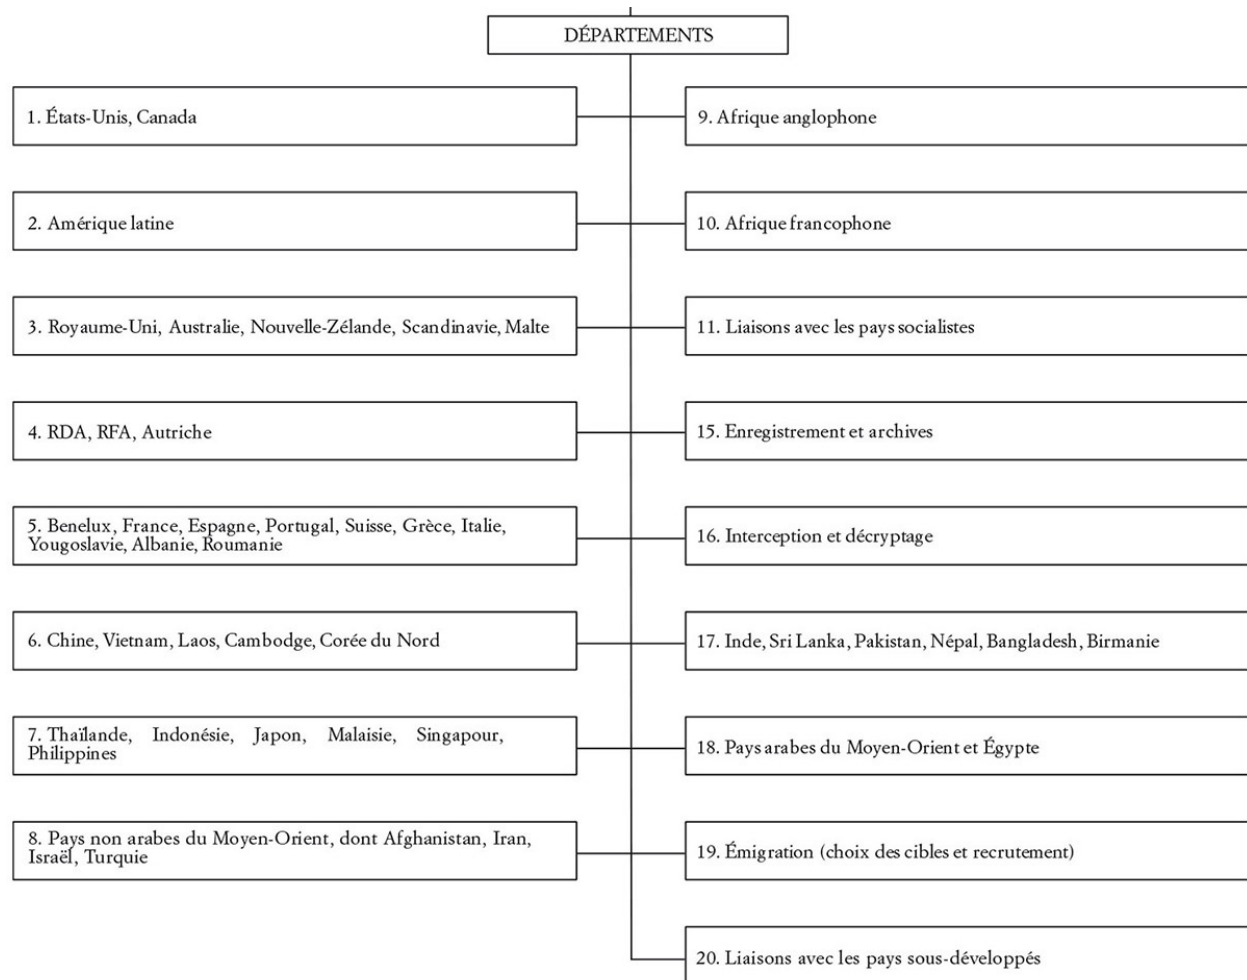 DÉPARTEMENTS
1. États-Unis, Canada
2. Amérique latine
3. Royaume-Uni, Australie, Nouvelle-Zélande, Scandinavie, Malte
4. RDA, RFA, Autriche
5. Benelux, France, Espagne, Portugal, Suisse, Grèce, Italie,
Yougoslavie, Albanie, Roumanie
6. Chine, Vietnam, Laos, Cambodge, Corée du Nord
7. Thaïlande, Indonésie, Japon, Malaisie, Singapour,
Philippines
8. Pays non arabes du Moyen-Orient, dont Afghanistan, Iran,
Israël, Turquie
9. Afrique anglophone
10. Afrique francophone
11. Liaisons avec les pays socialistes
15. Enregistrement et archives
16. Interception et décryptage
17. Inde, Sri Lanka, Pakistan, Népal, Bangladesh, Birmanie
18. Pays arabes du Moyen-Orient et Égypte
19. Émigration (choix des cibles et recrutement)
20. Liaisons avec les pays sous-développés